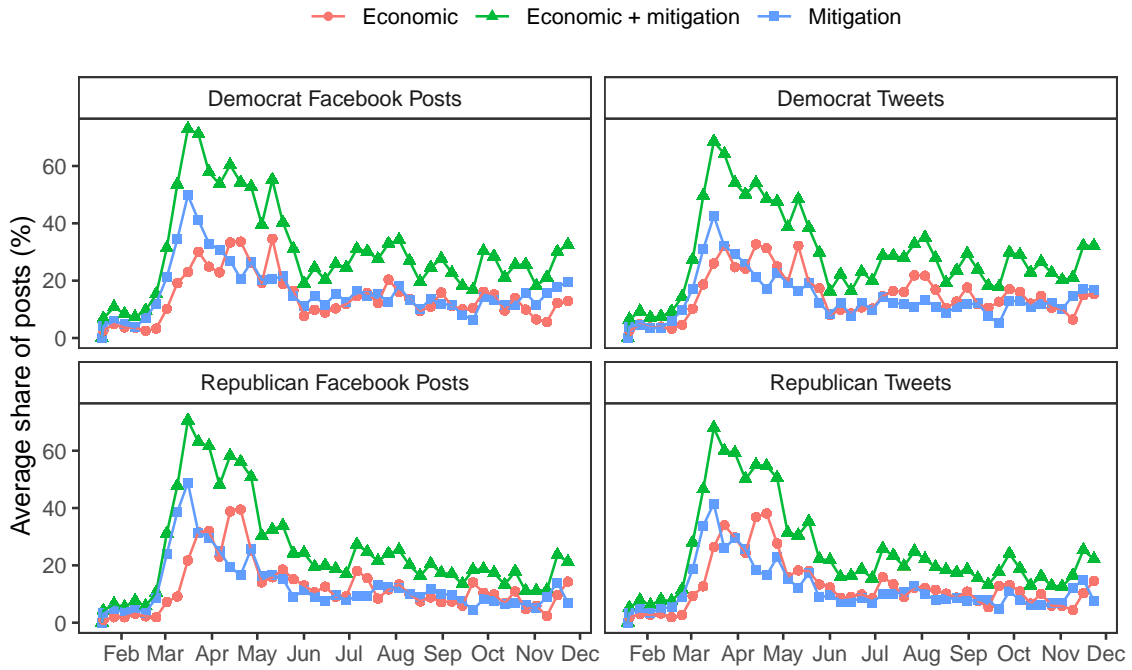 Economic Economic + mitigation Mitigation
Democrat Facebook Posts Democrat Tweets
60
40
20
0
Republican Facebook Posts Republican Tweets
60
40
20
0
Average share of posts (%)
Feb Mar Apr May Jun Jul Aug Sep Oct Nov Dec Feb Mar Apr May Jun Jul Aug Sep Oct Nov Dec